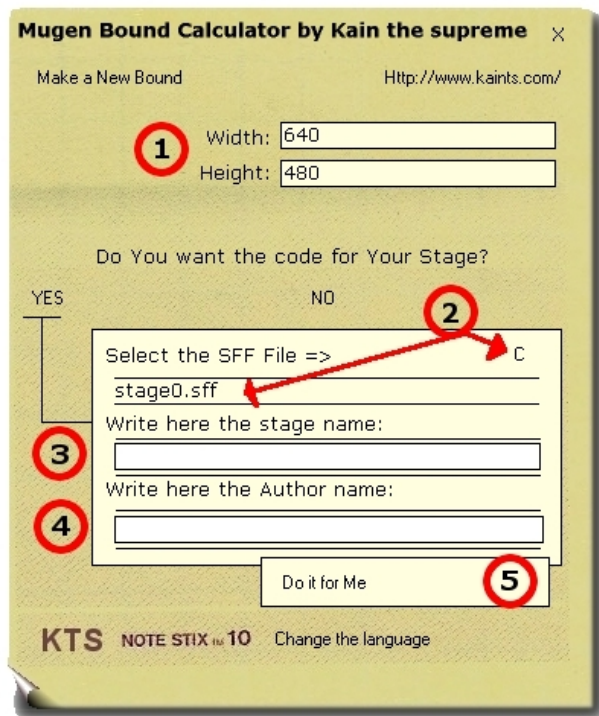 Mugen Bound Calculator by Kain the supreme X
Make a New Bound Http://www.kaints.com/
1 Width: 640
Height: 480
Do You want the code for Your Stage?
YES NO
2
Select the SFF File => C
stage0.sff
Write here the stage name:
3
Write here the Author name:
4
Do it for Me 5
KTS NOTE STIX TM 10 Change the language